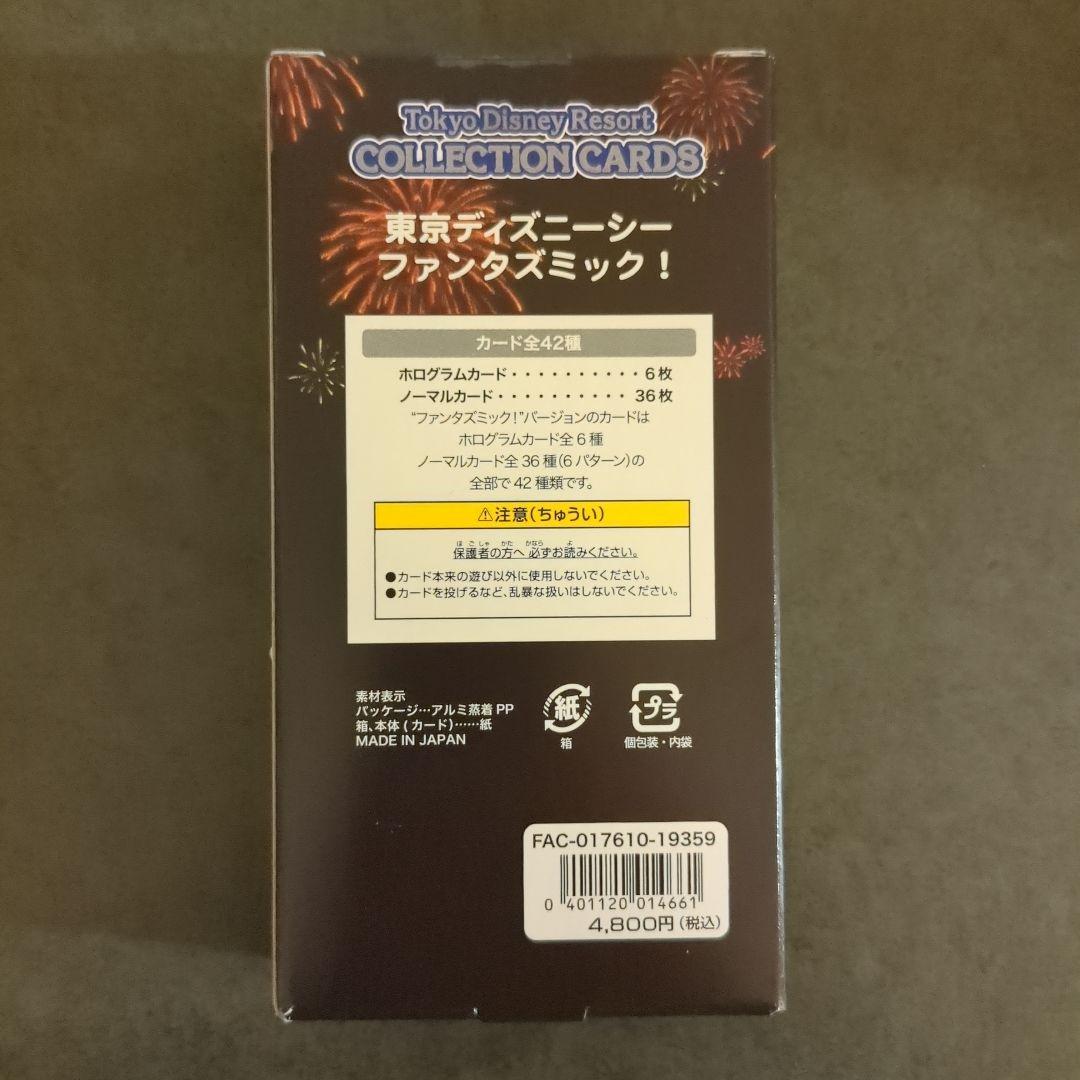 Tokyo Disney Resort
COLLECTION CARDS
東京ディズニーシー
ファンタズミック！
カード全42種
ホログラムカード・・・・・・・・・・6枚
ノーマルカード・・・・・・・・・・36枚
“ファンタズミック！”バージョンのカードは
ホログラムカード全6種
ノーマルカード全36種（6パターン）の
全部で42種類です。
⚠注意（ちゅうい）
ほごしゃ かた かなら よ
保護者の方へ 必ずお読みください。
●カード本来の遊び以外に使用しないでください。
●カードを投げるなど、乱暴な扱いはしないでください。
素材表示
パッケージ…アルミ蒸着PP
箱、本体(カード)……紙
MADE IN JAPAN
紙
箱
プラ
個包装・内袋
FAC-017610-19359
0 401120 014661
4,800円（税込）